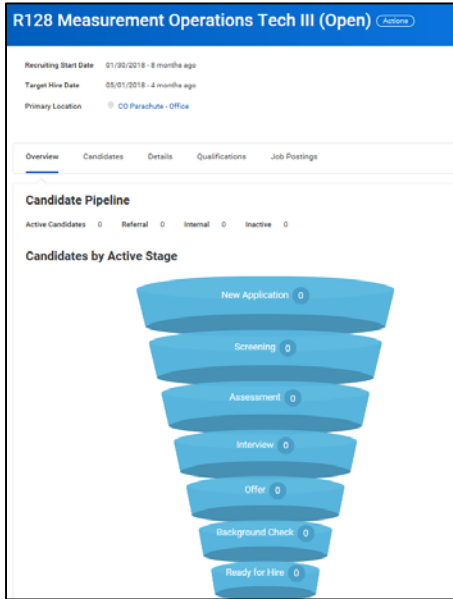 R128 Measurement Operations Tech III (Open) Actions
Recruiting Start Date 01/30/2018 - 8 months ago
Target Hire Date 05/01/2018 - 4 months ago
Primary Location CO Parachute - Office
Overview Candidates Details Qualifications Job Postings
Candidate Pipeline
Active Candidates 0 Referral 0 Internal 0 Inactive 0
Candidates by Active Stage
New Application 0
Screening 0
Assessment 0
Interview 0
Offer 0
Background Check 0
Ready for Hire 0